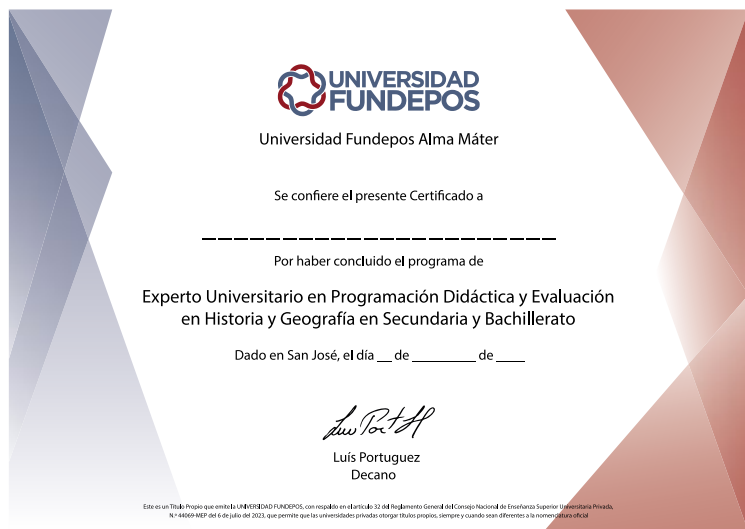 UNIVERSIDAD
FUNDEPOS
Universidad Fundepos Alma Máter
Se confiere el presente Certificado a
_______________________
Por haber concluido el programa de
Experto Universitario en Programación Didáctica y Evaluación
en Historia y Geografía en Secundaria y Bachillerato
Dado en San José, el día __ de ________ de ____
Luís Portuguez
Decano
Este es un Título Propio que emite la UNIVERSIDAD FUNDEPOS, con respaldo en el artículo 32 del Reglamento General del Consejo Nacional de Enseñanza Superior Universitaria Privada,
N.º 44069-MEP del 6 de julio del 2023, que permite que las universidades privadas otorgar títulos propios, siempre y cuando sean diferentes a la nomenclatura oficial